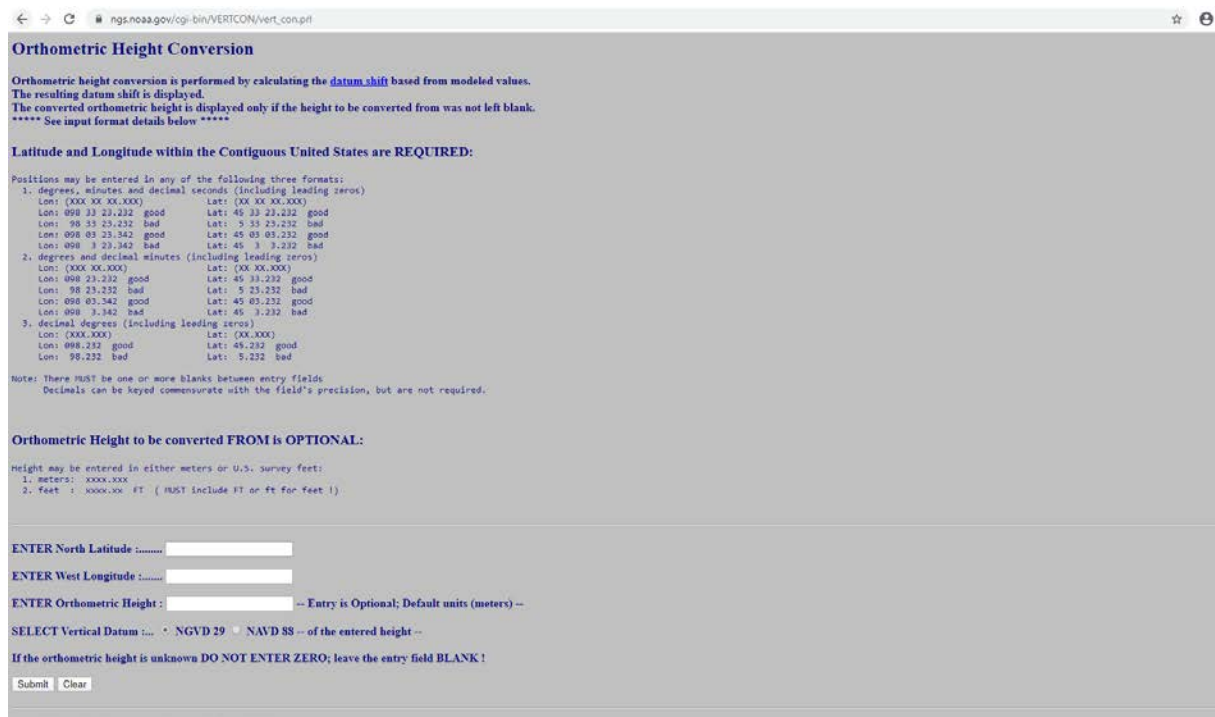 ngs.noaa.gov/cgi-bin/VERTCON/vert_con.prl
Orthometric Height Conversion
Orthometric height conversion is performed by calculating the datum shift based from modeled values.
The resulting datum shift is displayed.
The converted orthometric height is displayed only if the height to be converted from was not left blank.
***** See input format details below *****
Latitude and Longitude within the Contiguous United States are REQUIRED:
Positions may be entered in any of the following three formats:
1. degrees, minutes and decimal seconds (including leading zeros)
Lon: (XXX XX XX.XXX) Lat: (XX XX XX.XXX)
Lon: 098 33 23.232 good Lat: 45 33 23.232 good
Lon: 98 33 23.232 bad Lat: 5 33 23.232 bad
Lon: 098 03 23.342 good Lat: 45 03 03.232 good
Lon: 098 3 23.342 bad Lat: 45 3 3.232 bad
2. degrees and decimal minutes (including leading zeros)
Lon: (XXX XX.XXX) Lat: (XX XX.XXX)
Lon: 098 23.232 good Lat: 45 33.232 good
Lon: 98 23.232 bad Lat: 5 23.232 bad
Lon: 098 03.342 good Lat: 45 03.232 good
Lon: 098 3.342 bad Lat: 45 3.232 bad
3. decimal degrees (including leading zeros)
Lon: (XXX.XXX) Lat: (XX.XXX)
Lon: 098.232 good Lat: 45.232 good
Lon: 98.232 bad Lat: 5.232 bad
Note: There MUST be one or more blanks between entry fields
Decimals can be keyed commensurate with the field's precision, but are not required.
Orthometric Height to be converted FROM is OPTIONAL:
Height may be entered in either meters or U.S. survey feet:
1. meters: xxxx.xxx
2. feet : xxxx.xx FT ( MUST include FT or ft for feet !)
ENTER North Latitude :........
ENTER West Longitude :.......
ENTER Orthometric Height : -- Entry is Optional; Default units (meters) --
SELECT Vertical Datum :... NGVD 29 NAVD 88 -- of the entered height --
If the orthometric height is unknown DO NOT ENTER ZERO; leave the entry field BLANK !
Submit Clear